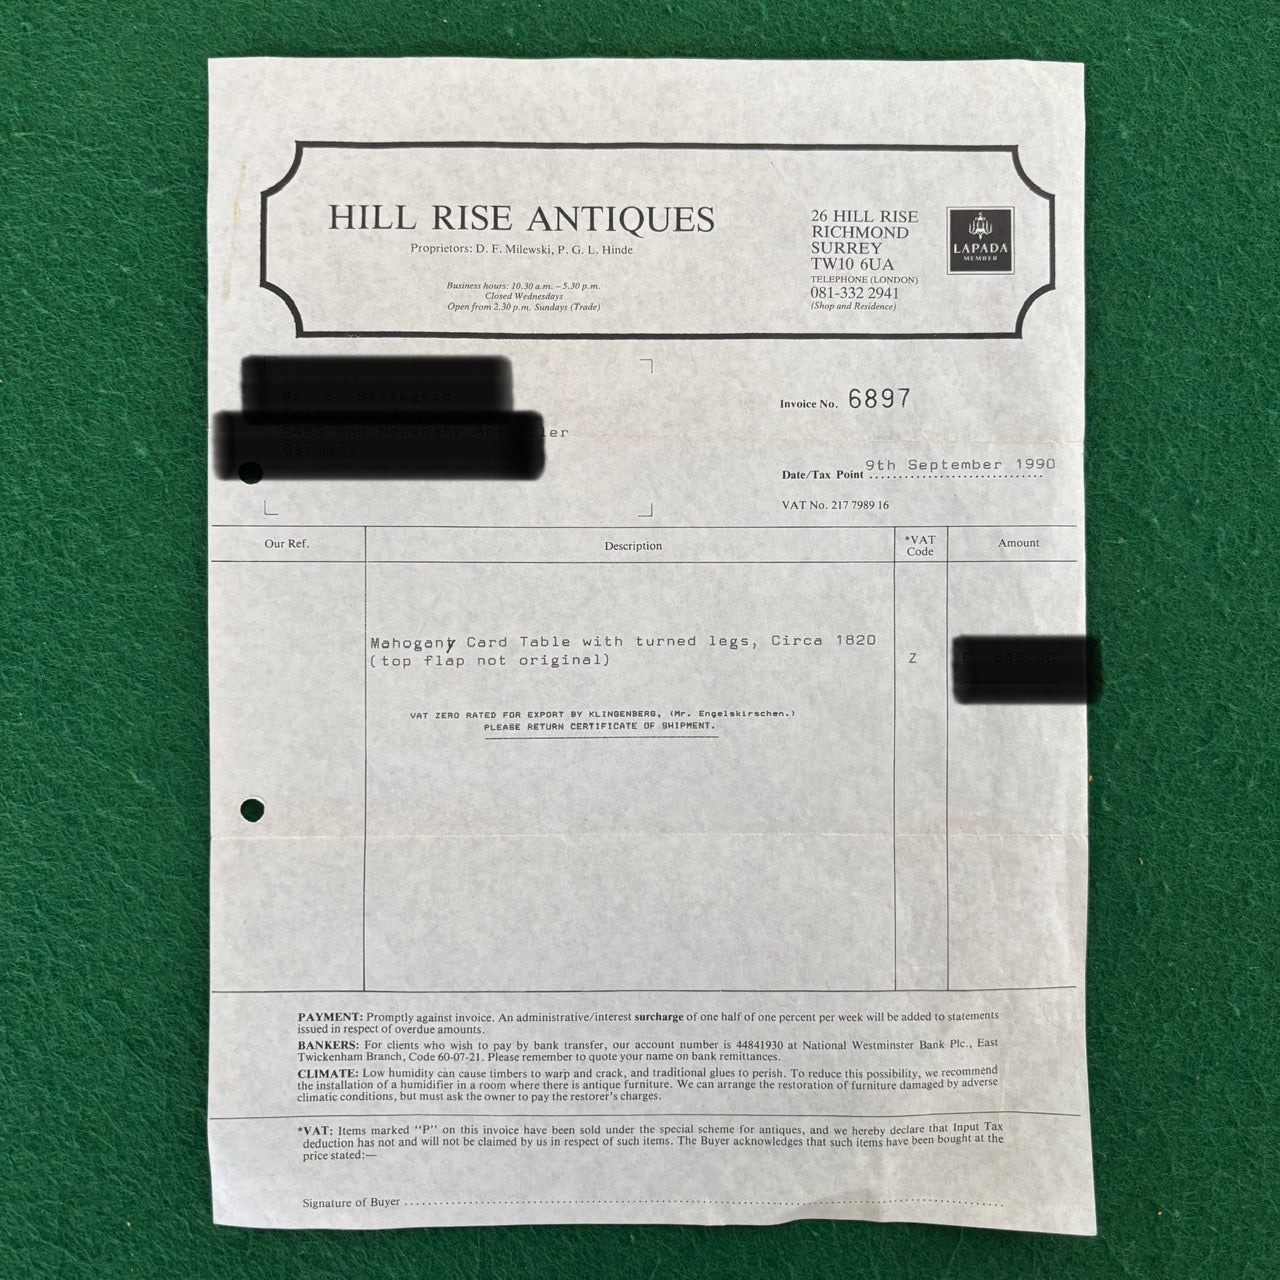 HILL RISE ANTIQUES
Proprietors: D. F. Milewski, P. G. L. Hinde
Business hours: 10.30 a.m. – 5.30 p.m.
Closed Wednesdays
Open from 2.30 p.m. Sundays (Trade)
26 HILL RISE
RICHMOND
SURREY
TW10 6UA
TELEPHONE (LONDON)
081-332 2941
(Shop and Residence)
LAPADA
MEMBER
Invoice No. 6897
Date/Tax Point 9th September 1990
VAT No. 217 7989 16
Our Ref.
Description
*VAT
Code
Amount
Mahogany Card Table with turned legs, Circa 1820
(top flap not original)
Z
VAT ZERO RATED FOR EXPORT BY KLINGENBERG, (Mr. Engelskirschen.)
PLEASE RETURN CERTIFICATE OF SHIPMENT.
PAYMENT: Promptly against invoice. An administrative/interest surcharge of one half of one percent per week will be added to statements
issued in respect of overdue amounts.
BANKERS: For clients who wish to pay by bank transfer, our account number is 44841930 at National Westminster Bank Plc., East
Twickenham Branch, Code 60-07-21. Please remember to quote your name on bank remittances.
CLIMATE: Low humidity can cause timbers to warp and crack, and traditional glues to perish. To reduce this possibility, we recommend
the installation of a humidifier in a room where there is antique furniture. We can arrange the restoration of furniture damaged by adverse
climatic conditions, but must ask the owner to pay the restorer's charges.
*VAT: Items marked “P” on this invoice have been sold under the special scheme for antiques, and we hereby declare that Input Tax
deduction has not and will not be claimed by us in respect of such items. The Buyer acknowledges that such items have been bought at the
price stated:—
Signature of Buyer